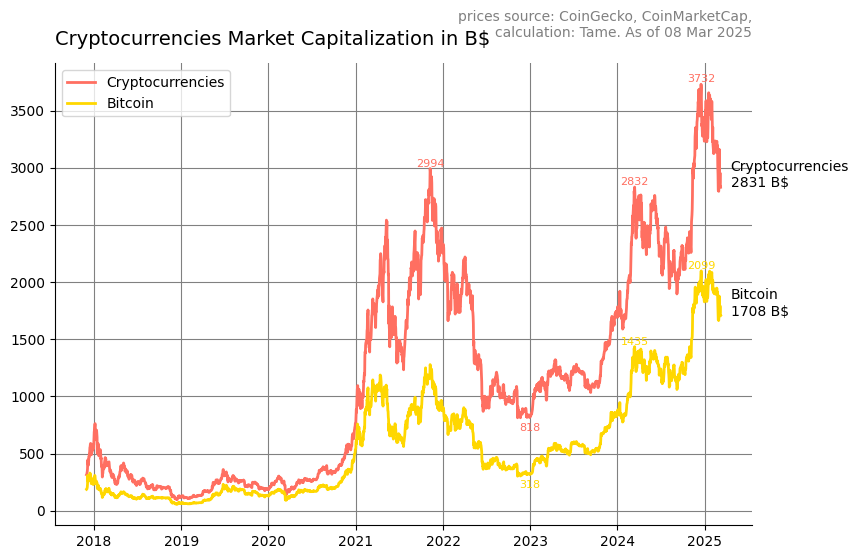 prices source: CoinGecko, CoinMarketCap,
calculation: Tame. As of 08 Mar 2025
Cryptocurrencies Market Capitalization in B$
Cryptocurrencies
Bitcoin
3732
2994
2832
2099
1435
818
318
Cryptocurrencies
2831 B$
Bitcoin
1708 B$
3500
3000
2500
2000
1500
1000
500
0
2018 2019 2020 2021 2022 2023 2024 2025